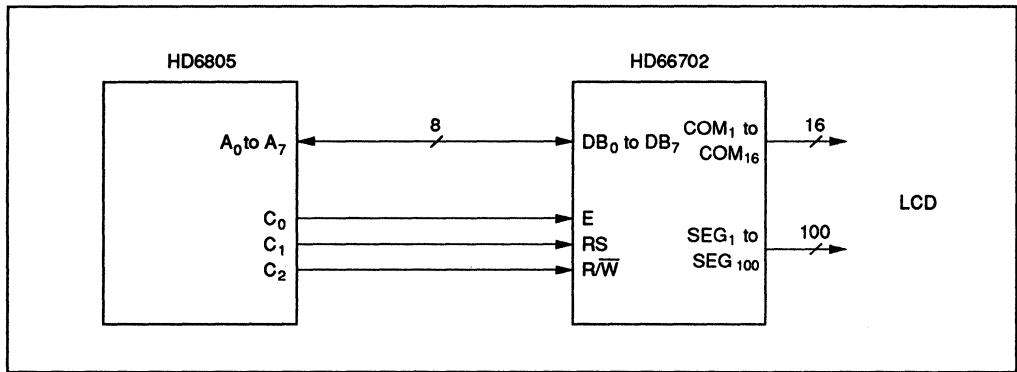 HD6805
HD66702
A0 to A7
8
DB0 to DB7
COM1 to
COM16
16
C0
E
C1
RS
C2
R/W̅
SEG1 to
SEG100
100
LCD